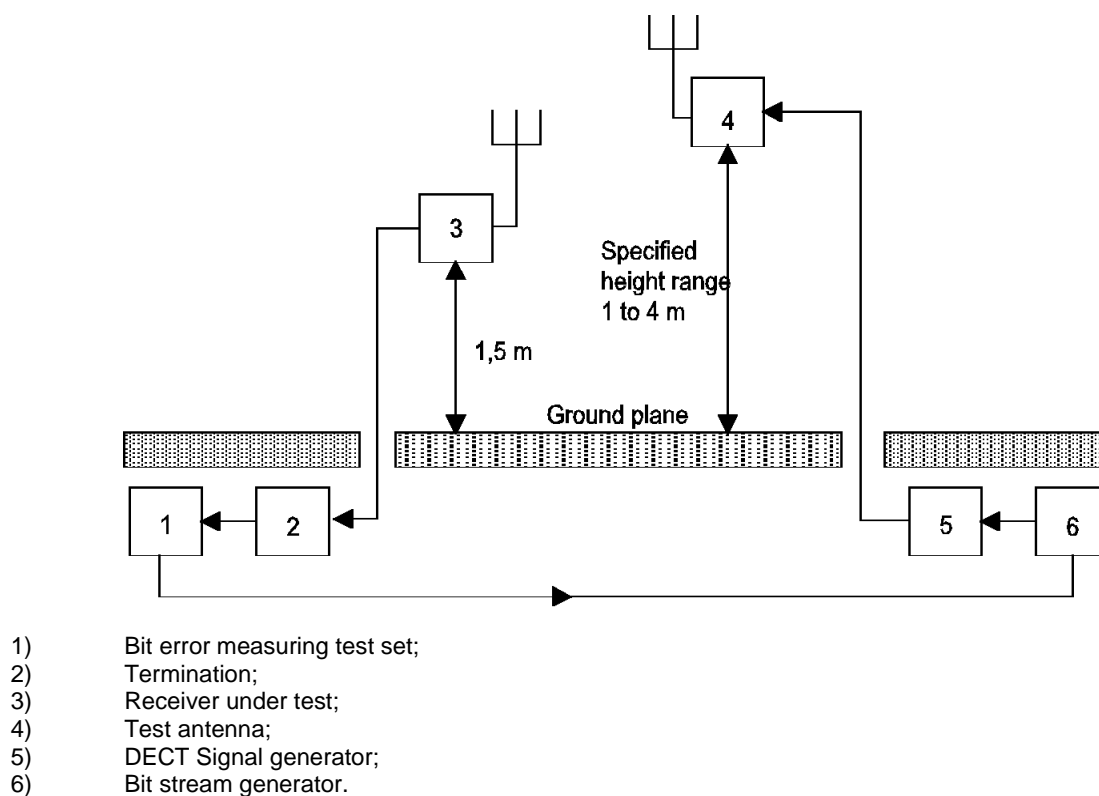 4
3
Specified
height range
1 to 4 m
1,5 m
Ground plane
1 2 5 6
1) Bit error measuring test set;
2) Termination;
3) Receiver under test;
4) Test antenna;
5) DECT Signal generator;
6) Bit stream generator.